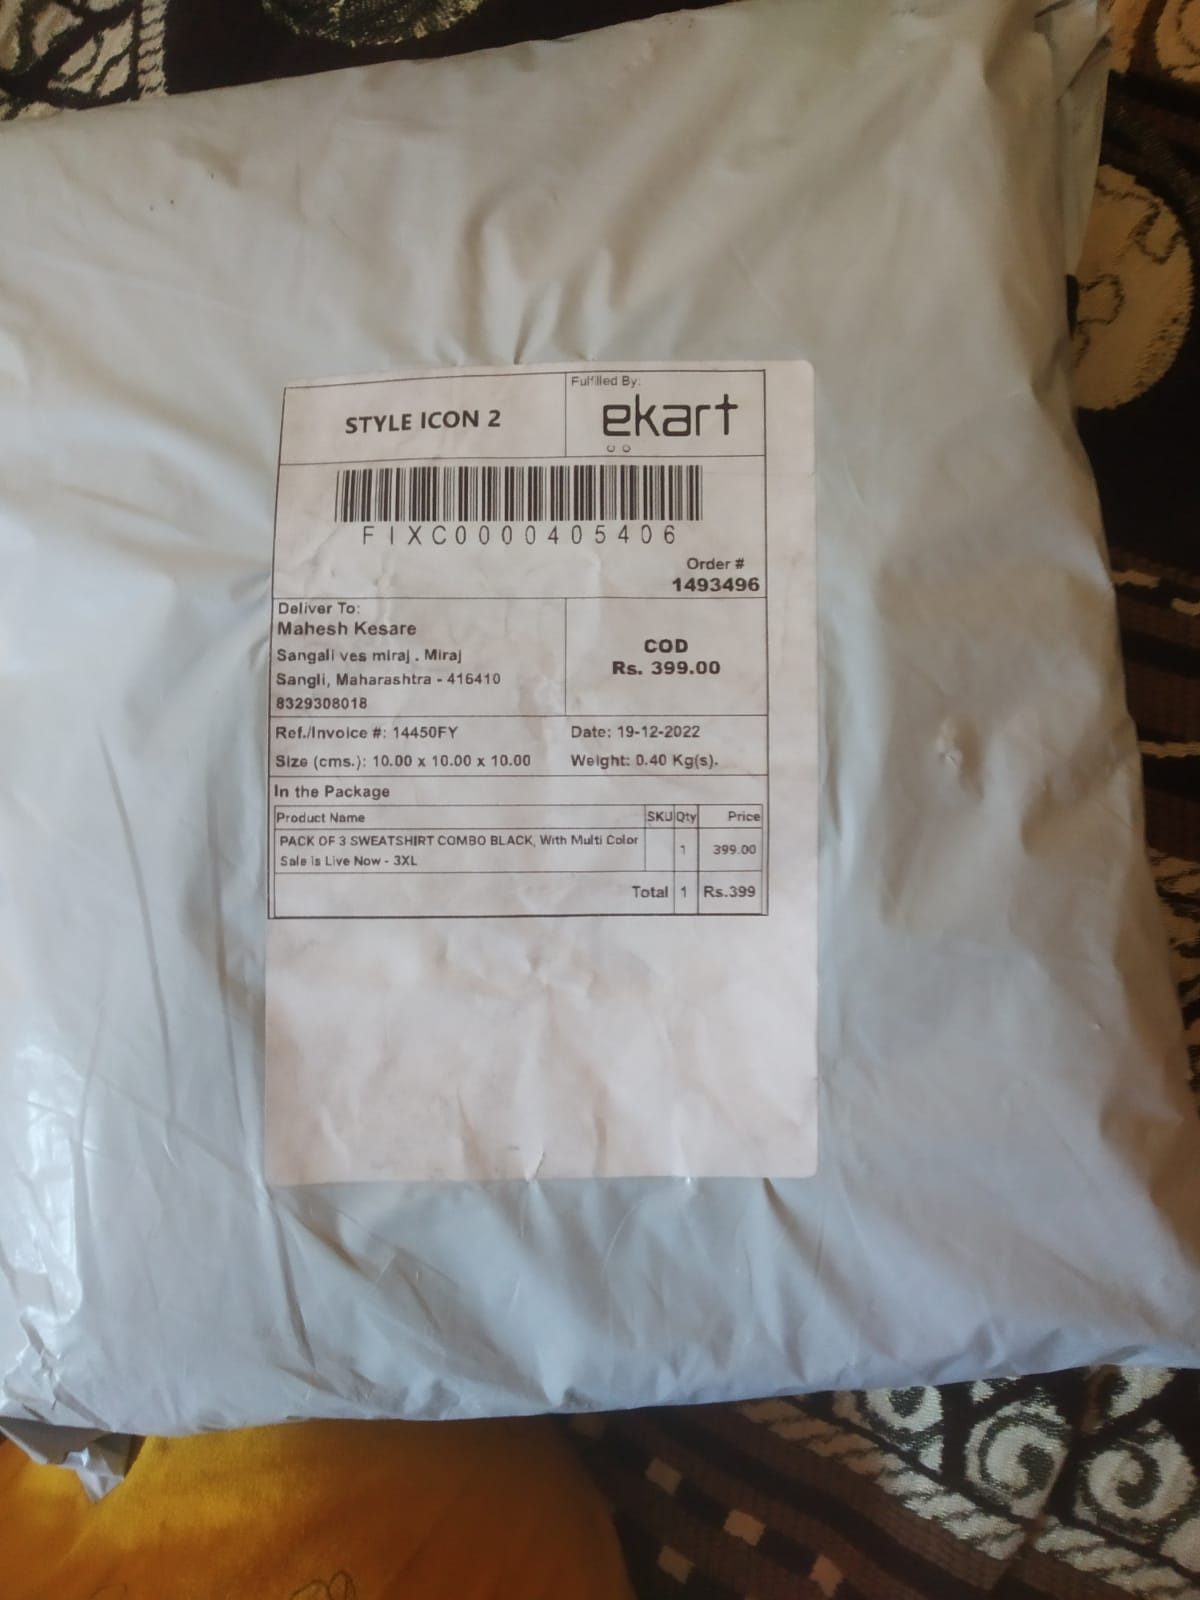 STYLE ICON 2
Fulfilled By:
ekart
FIXC0000405406
Order #
1493496
Deliver To:
Mahesh Kesare
Sangali ves miraj . Miraj
Sangli, Maharashtra - 416410
8329308018
COD
Rs. 399.00
Ref./Invoice #: 14450FY
Date: 19-12-2022
Size (cms.): 10.00 x 10.00 x 10.00
Weight: 0.40 Kg(s).
In the Package
Product Name SKU Qty Price
PACK OF 3 SWEATSHIRT COMBO BLACK, With Multi Color
Sale is Live Now - 3XL
1 399.00
Total 1 Rs.399